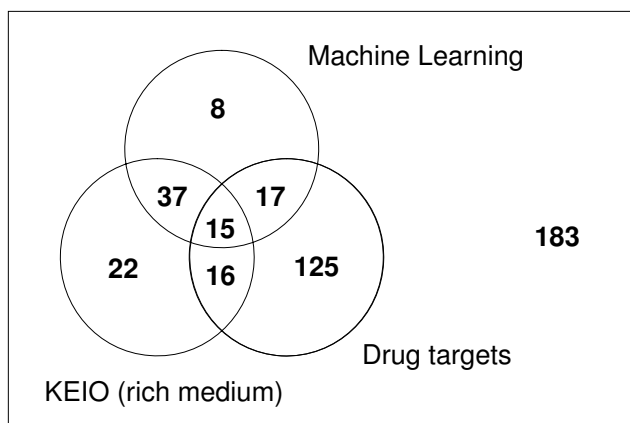 Machine Learning
8
37
17
15
183
22
16
125
Drug targets
KEIO (rich medium)